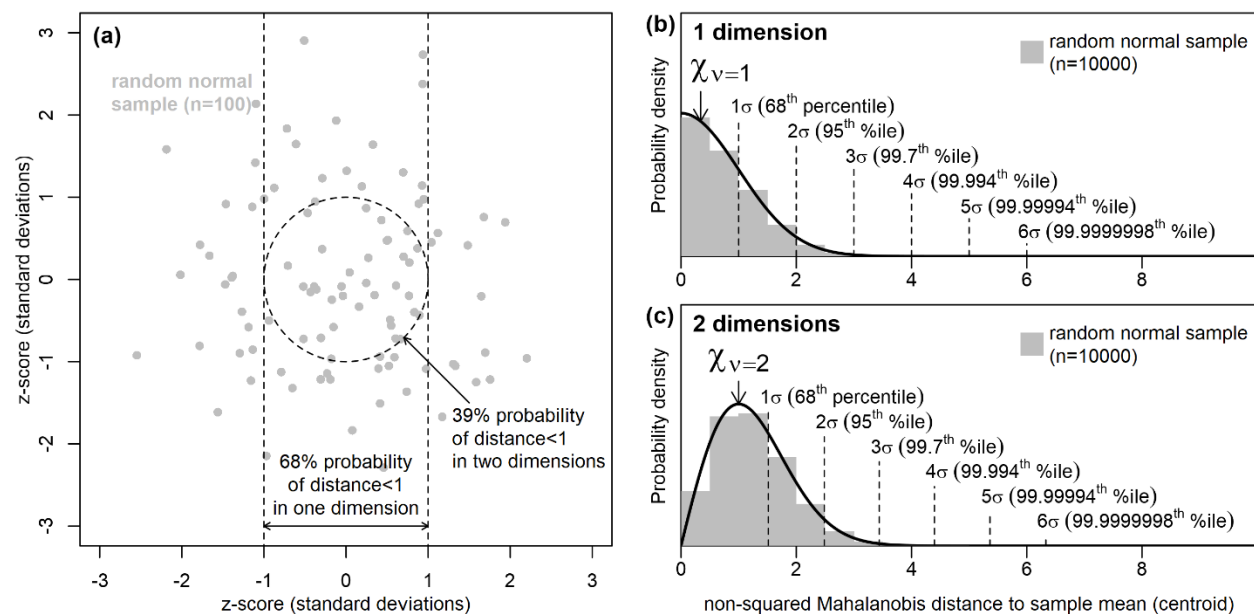 (a)
random normal
sample (n=100)
z-score (standard deviations)
3
2
1
0
-1
-2
-3
39% probability
of distance<1
in two dimensions
68% probability
of distance<1
in one dimension
-3 -2 -1 0 1 2 3
z-score (standard deviations)
(b)
1 dimension
random normal sample
(n=10000)
Probability density
χν=1
1σ (68th percentile)
2σ (95th %ile)
3σ (99.7th %ile)
4σ (99.994th %ile)
5σ (99.99994th %ile)
6σ (99.9999998th %ile)
0 2 4 6 8
(c)
2 dimensions
random normal sample
(n=10000)
Probability density
χν=2
1σ (68th percentile)
2σ (95th %ile)
3σ (99.7th %ile)
4σ (99.994th %ile)
5σ (99.99994th %ile)
6σ (99.9999998th %ile)
0 2 4 6 8
non-squared Mahalanobis distance to sample mean (centroid)